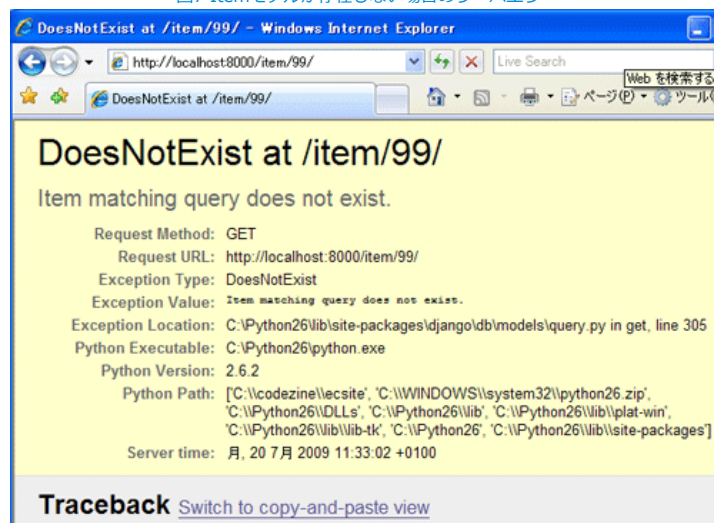 DoesNotExist at /item/99/ - Windows Internet Explorer
http://localhost:8000/item/99/
Live Search
Web を検索する
DoesNotExist at /item/99/
ページ(P)
ツール(
DoesNotExist at /item/99/
Item matching query does not exist.
Request Method: GET
Request URL: http://localhost:8000/item/99/
Exception Type: DoesNotExist
Exception Value: Item matching query does not exist.
Exception Location: C:\Python26\lib\site-packages\django\db\models\query.py in get, line 305
Python Executable: C:\Python26\python.exe
Python Version: 2.6.2
Python Path: ['C:\\codezine\\ecsite', 'C:\\WINDOWS\\system32\\python26.zip',
'C:\\Python26\\DLLs', 'C:\\Python26\\lib', 'C:\\Python26\\lib\\plat-win',
'C:\\Python26\\lib\\lib-tk', 'C:\\Python26', 'C:\\Python26\\lib\\site-packages']
Server time: 月, 20 7月 2009 11:33:02 +0100
Traceback Switch to copy-and-paste view